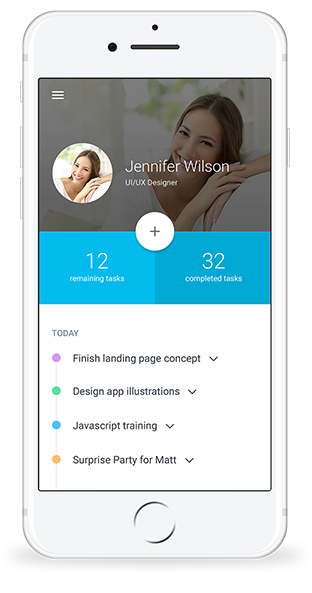 Jennifer Wilson
UI/UX Designer
12
remaining tasks
32
completed tasks
TODAY
Finish landing page concept
Design app illustrations
Javascript training
Surprise Party for Matt